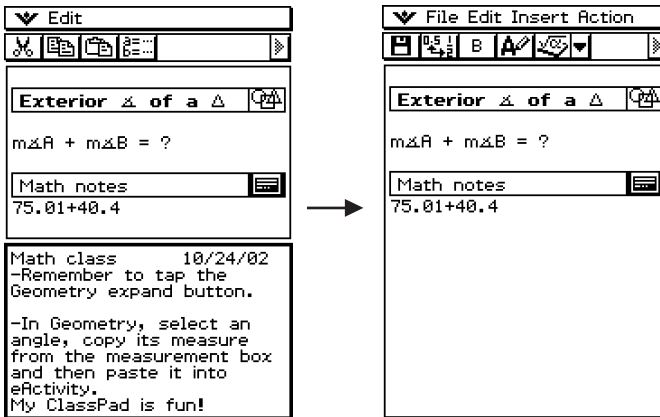 Edit
Exterior ∡ of a △
m∡A + m∡B = ?
Math notes
75.01+40.4
Math class 10/24/02
-Remember to tap the
Geometry expand button.
-In Geometry, select an
angle, copy its measure
from the measurement box
and then paste it into
eActivity.
My ClassPad is fun!
File Edit Insert Action
B
Exterior ∡ of a △
m∡A + m∡B = ?
Math notes
75.01+40.4